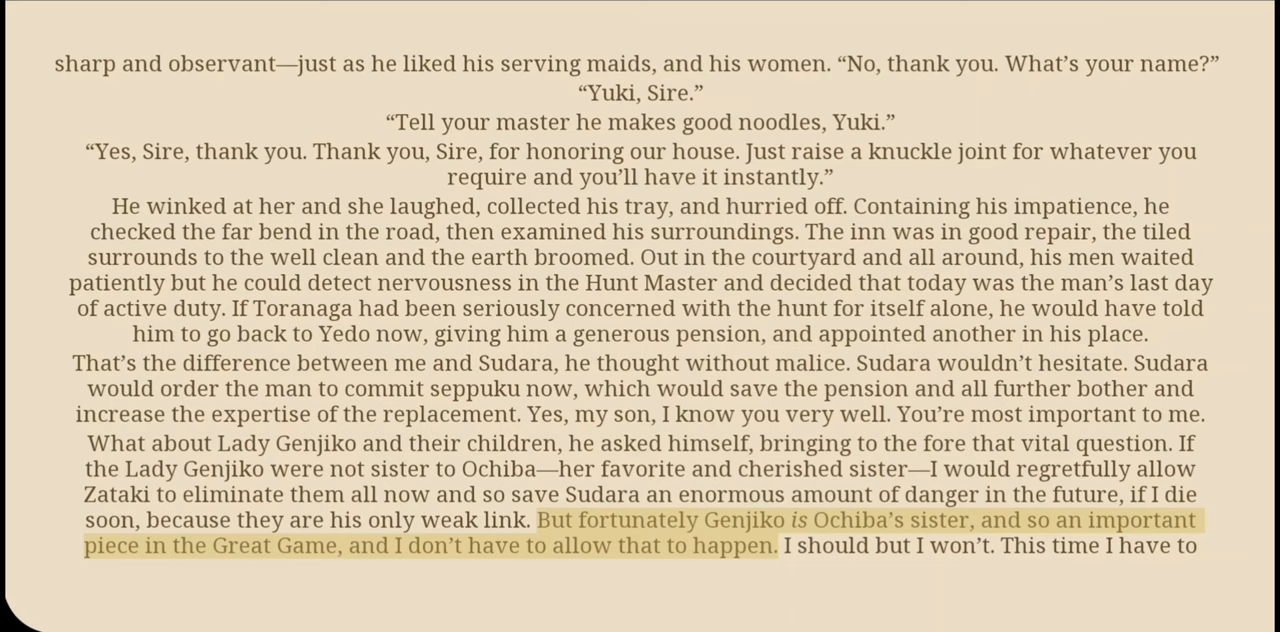 sharp and observant—just as he liked his serving maids, and his women. “No, thank you. What’s your name?”
“Yuki, Sire.”
“Tell your master he makes good noodles, Yuki.”
“Yes, Sire, thank you. Thank you, Sire, for honoring our house. Just raise a knuckle joint for whatever you
require and you’ll have it instantly.”
He winked at her and she laughed, collected his tray, and hurried off. Containing his impatience, he
checked the far bend in the road, then examined his surroundings. The inn was in good repair, the tiled
surrounds to the well clean and the earth broomed. Out in the courtyard and all around, his men waited
patiently but he could detect nervousness in the Hunt Master and decided that today was the man’s last day
of active duty. If Toranaga had been seriously concerned with the hunt for itself alone, he would have told
him to go back to Yedo now, giving him a generous pension, and appointed another in his place.
That’s the difference between me and Sudara, he thought without malice. Sudara wouldn’t hesitate. Sudara
would order the man to commit seppuku now, which would save the pension and all further bother and
increase the expertise of the replacement. Yes, my son, I know you very well. You’re most important to me.
What about Lady Genjiko and their children, he asked himself, bringing to the fore that vital question. If
the Lady Genjiko were not sister to Ochiba—her favorite and cherished sister—I would regretfully allow
Zataki to eliminate them all now and so save Sudara an enormous amount of danger in the future, if I die
soon, because they are his only weak link. But fortunately Genjiko is Ochiba’s sister, and so an important
piece in the Great Game, and I don’t have to allow that to happen. I should but I won’t. This time I have to